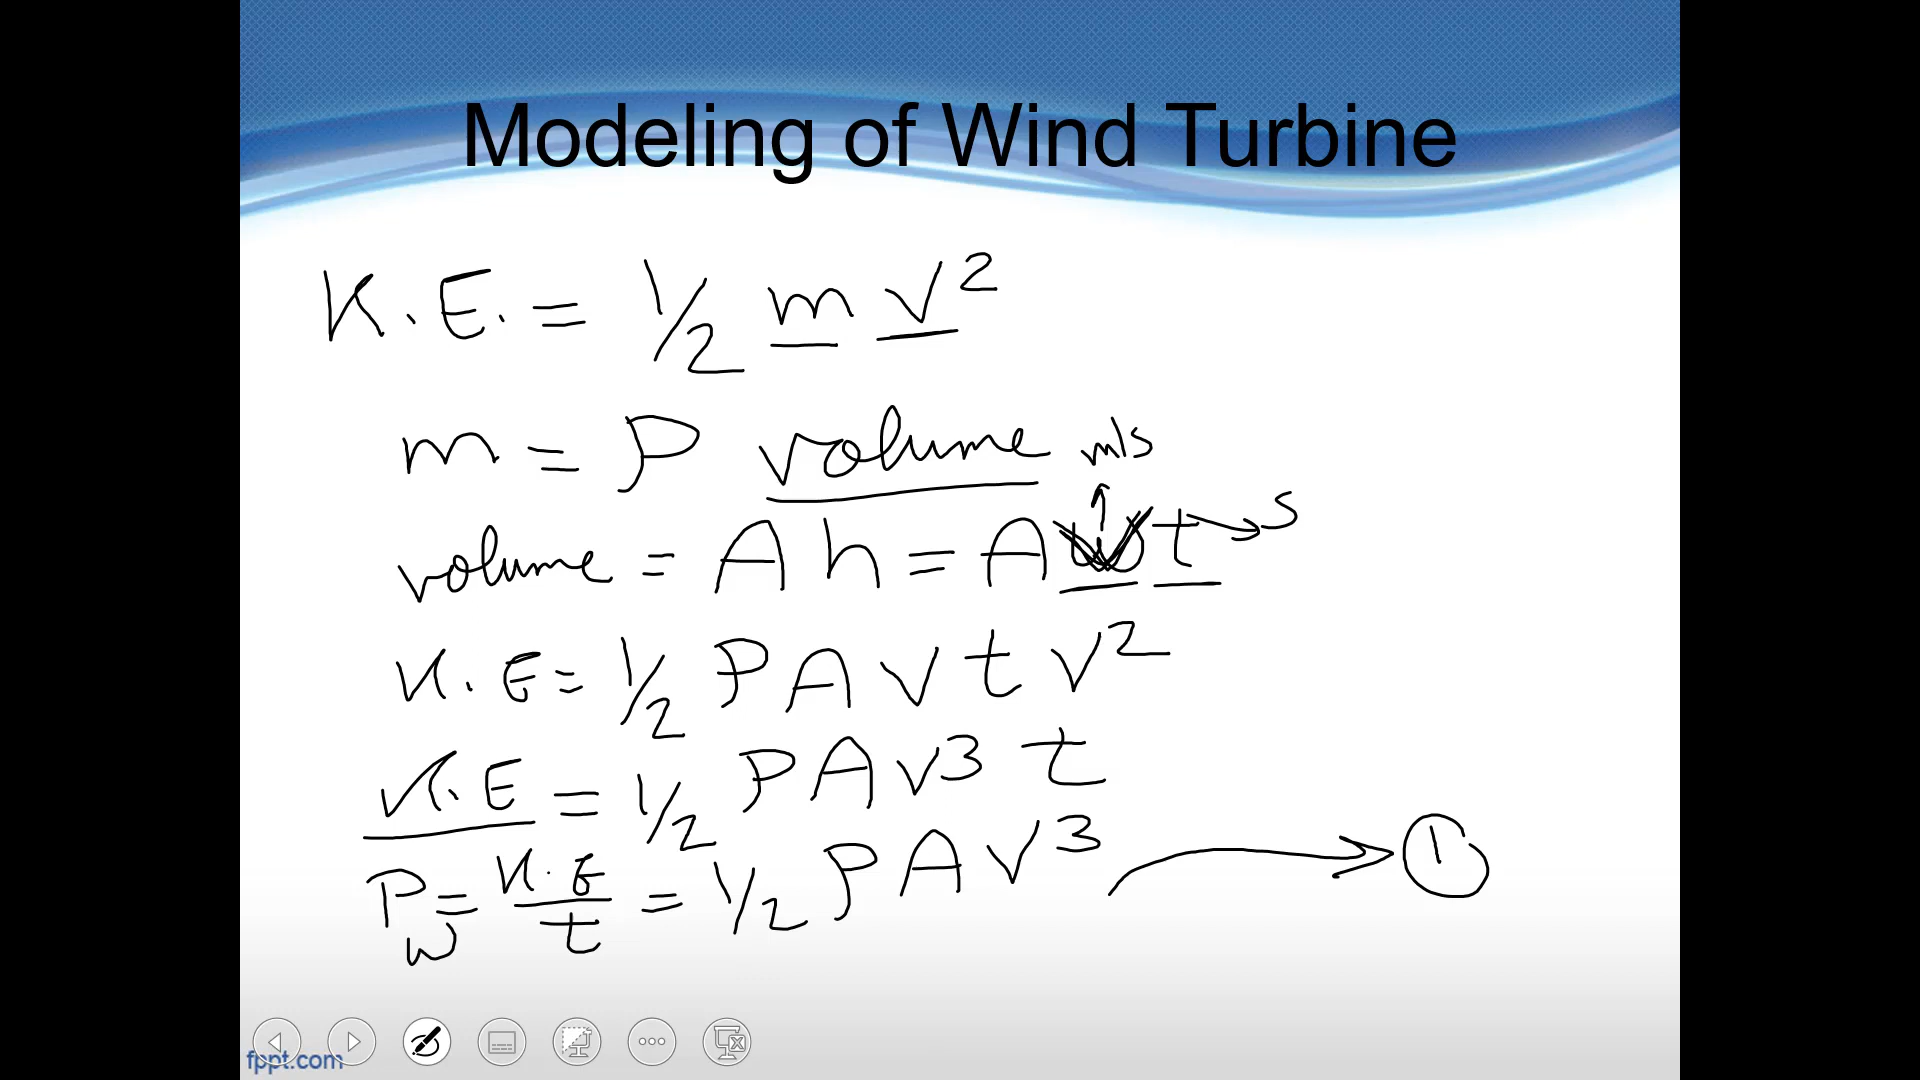 Modeling of Wind Turbine
K.E. = 1/2 m v²
m = ρ volume m/s
volume = A h = A v t → s
K.E = 1/2 ρ A v t v²
K.E = 1/2 ρ A v³ t
Pw = K.E/t = 1/2 ρ A v³ → ①
fppt.com